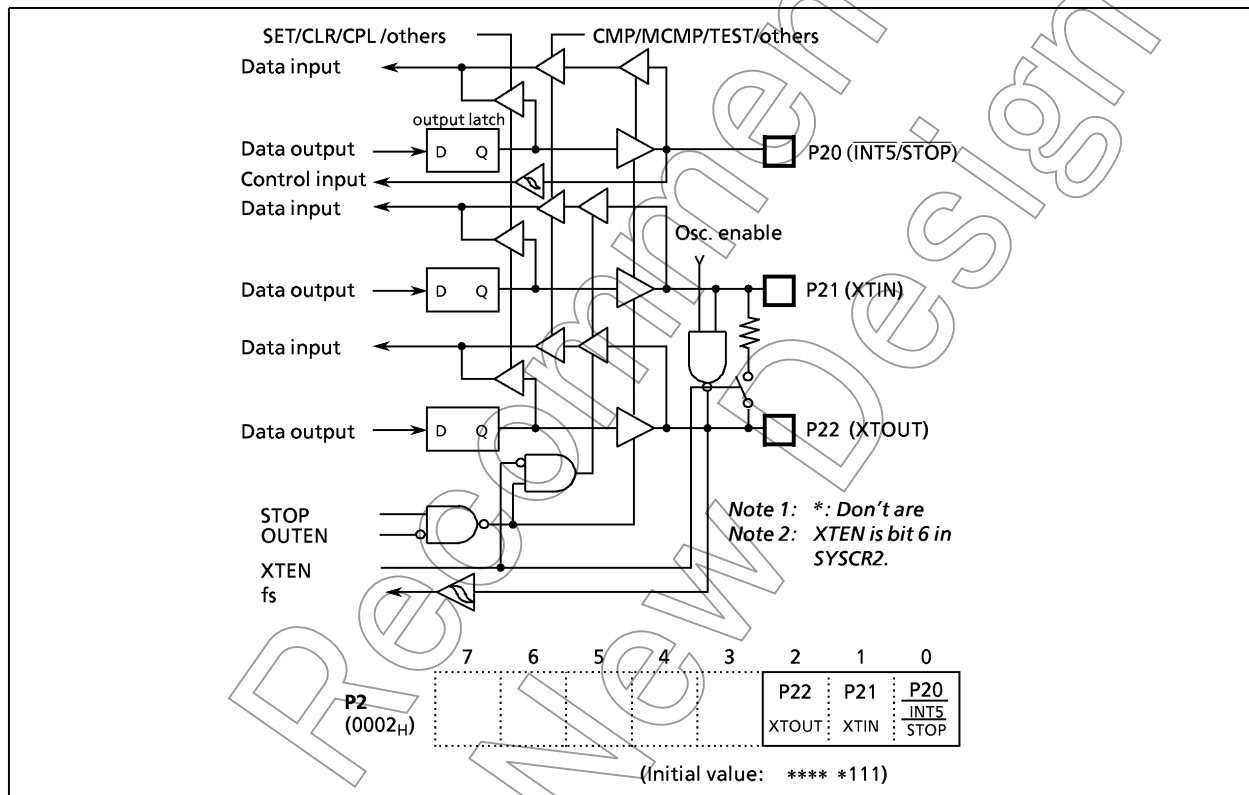 SET/CLR/CPL /others
CMP/MCMP/TEST/others
Data input
output latch
Data output
D Q
P20 (INT5/STOP)
Control input
Data input
Osc. enable
Data output
D Q
P21 (XTIN)
Data input
Data output
D Q
P22 (XTOUT)
STOP
OUTEN
XTEN
fs
Note 1: *: Don't are
Note 2: XTEN is bit 6 in
SYSCR2.
7 6 5 4 3 2 1 0
P2
(0002H)
P22 P21 P20
XTOUT XTIN INT5
STOP
(Initial value: **** *111)
Recommen
New Design